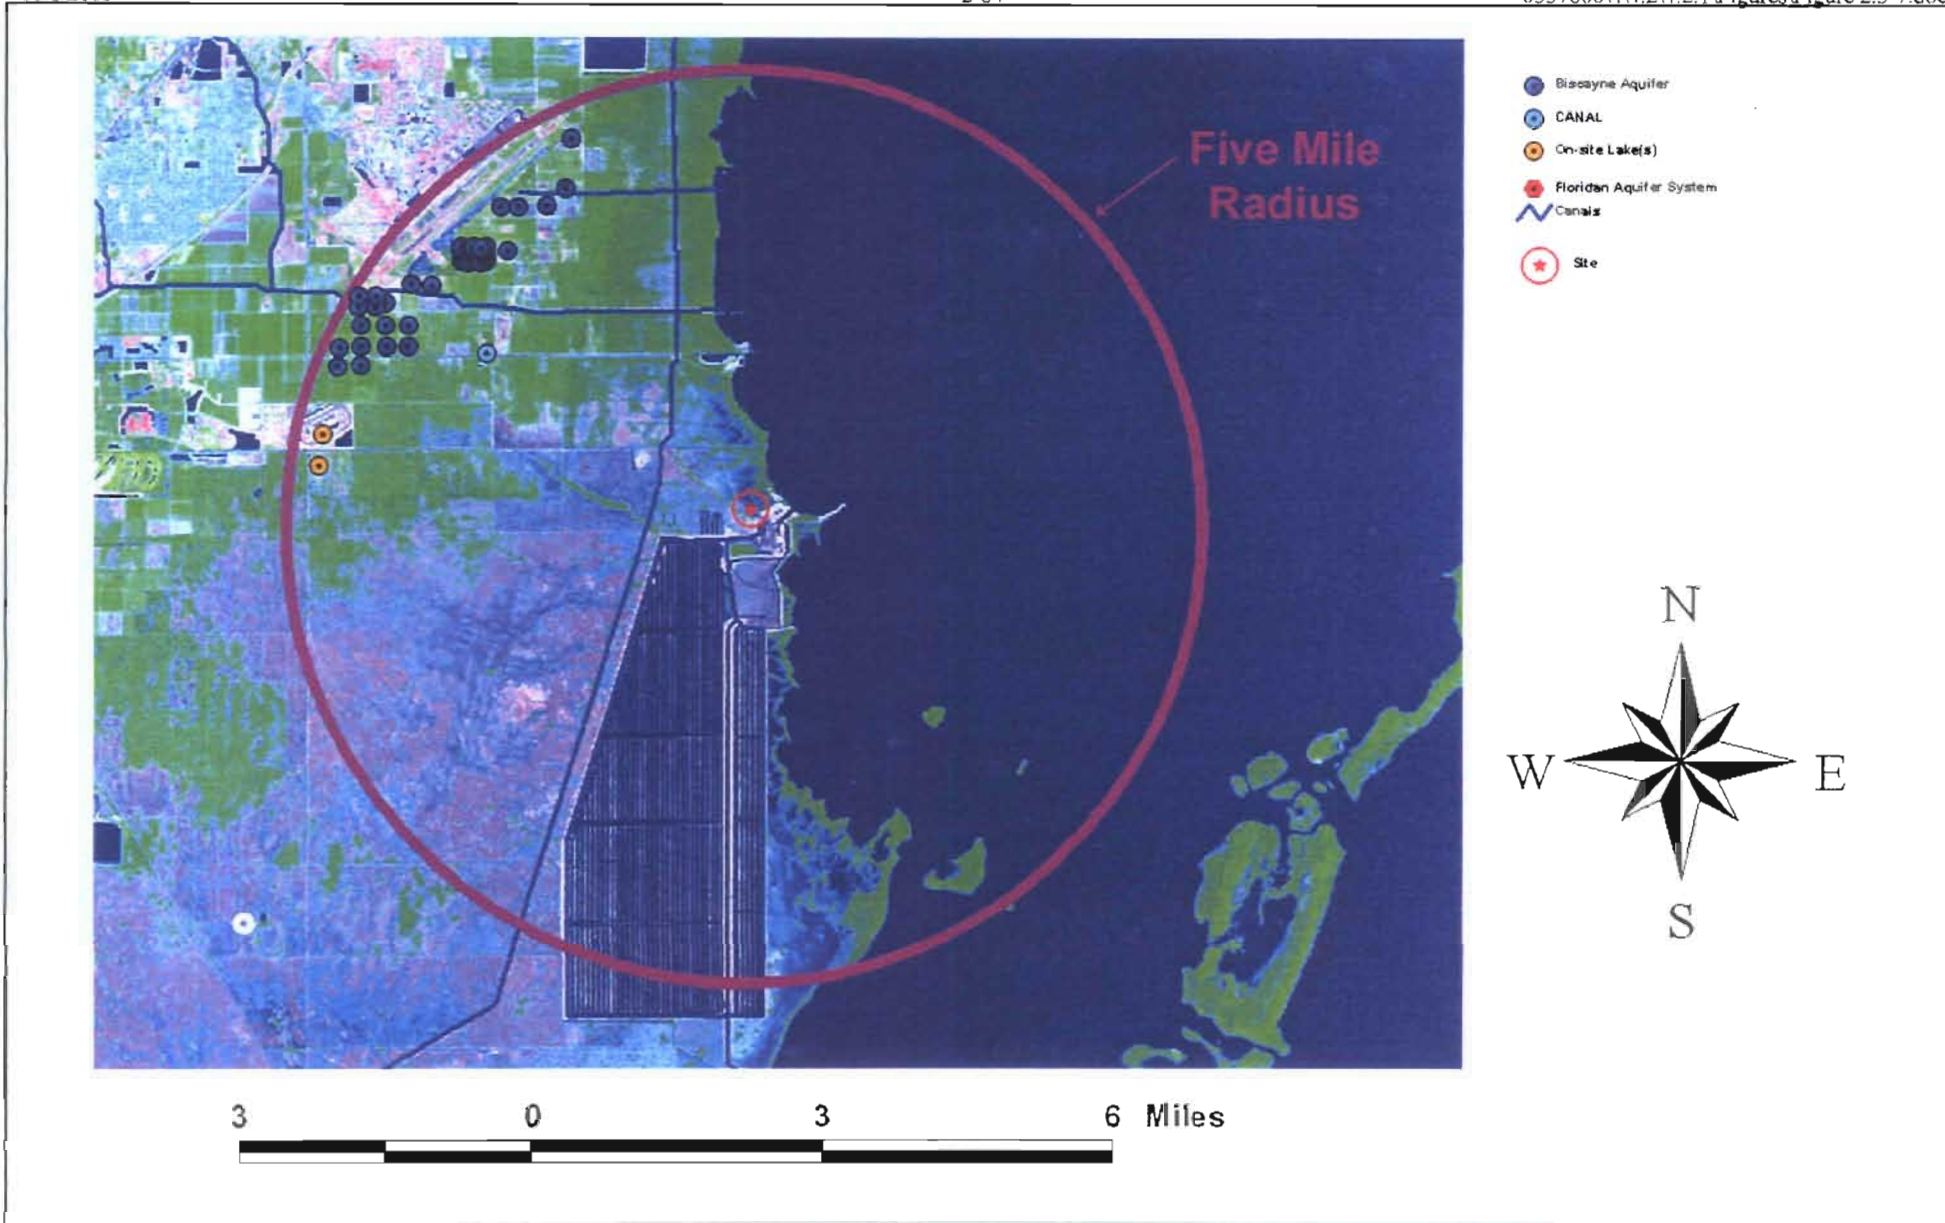 Biscayne Aquifer
CANAL
On-site Lake(s)
Floridan Aquifer System
Canals
Site
Five Mile
Radius
N
W
E
S
3 0 3 6 Miles